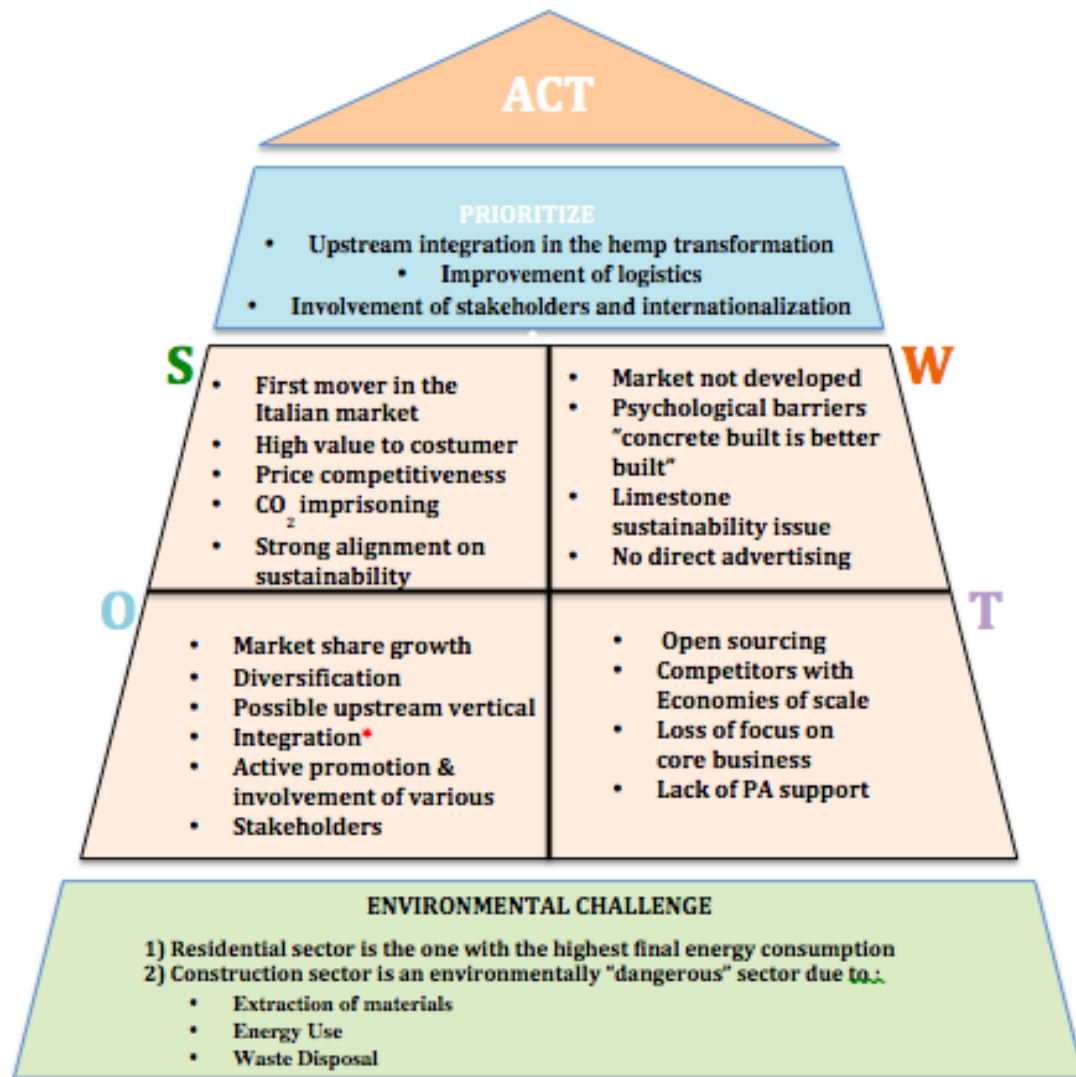 ACT
PRIORITIZE
• Upstream integration in the hemp transformation
• Improvement of logistics
• Involvement of stakeholders and internationalization
S
• First mover in the
Italian market
• High value to costumer
• Price competitiveness
• CO₂ imprisoning
• Strong alignment on
sustainability
W
• Market not developed
• Psychological barriers
"concrete built is better
built"
• Limestone
sustainability issue
• No direct advertising
O
• Market share growth
• Diversification
• Possible upstream vertical
• Integration*
• Active promotion &
involvement of various
• Stakeholders
T
• Open sourcing
• Competitors with
Economies of scale
• Loss of focus on
core business
• Lack of PA support
ENVIRONMENTAL CHALLENGE
1) Residential sector is the one with the highest final energy consumption
2) Construction sector is an environmentally "dangerous" sector due to :
• Extraction of materials
• Energy Use
• Waste Disposal